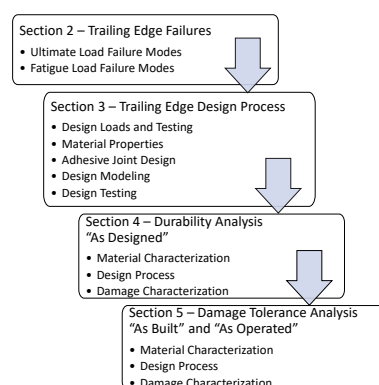 Section 2 – Trailing Edge Failures
• Ultimate Load Failure Modes
• Fatigue Load Failure Modes
Section 3 – Trailing Edge Design Process
• Design Loads and Testing
• Material Properties
• Adhesive Joint Design
• Design Modeling
• Design Testing
Section 4 – Durability Analysis
“As Designed”
• Material Characterization
• Design Process
• Damage Characterization
Section 5 – Damage Tolerance Analysis
“As Built” and “As Operated”
• Material Characterization
• Design Process
• Damage Characterization